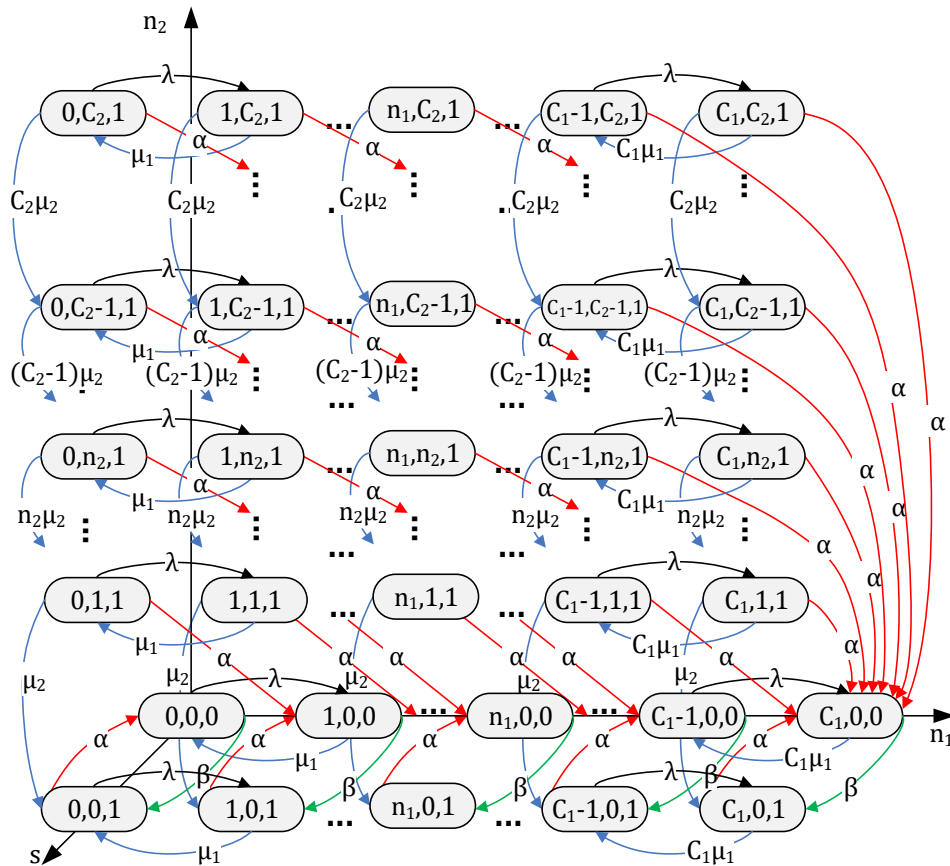 n₂
λ λ
0,C₂,1 1,C₂,1 ... n₁,C₂,1 ... C₁-1,C₂,1 C₁,C₂,1
μ₁ α α α C₁μ₁
C₂μ₂ C₂μ₂ C₂μ₂ C₂μ₂ C₂μ₂
λ λ
0,C₂-1,1 1,C₂-1,1 ... n₁,C₂-1,1 ... C₁-1,C₂-1,1 C₁,C₂-1,1
μ₁ α α α C₁μ₁
(C₂-1)μ₂ (C₂-1)μ₂ (C₂-1)μ₂ (C₂-1)μ₂ (C₂-1)μ₂
α α
... ...
λ λ
0,n₂,1 1,n₂,1 ... n₁,n₂,1 ... C₁-1,n₂,1 C₁,n₂,1
μ₁ α α α C₁μ₁
n₂μ₂ n₂μ₂ n₂μ₂ n₂μ₂ n₂μ₂
α α α
... ...
λ λ
0,1,1 1,1,1 ... n₁,1,1 ... C₁-1,1,1 C₁,1,1
μ₁ C₁μ₁
μ₂ μ₂ α α α μ₂ μ₂ α α α μ₂ α
λ λ
0,0,0 1,0,0 ... n₁,0,0 ... C₁-1,0,0 C₁,0,0
n₁
α α μ₁ α α α C₁μ₁
β β β β β
λ λ
0,0,1 1,0,1 ... n₁,0,1 ... C₁-1,0,1 C₁,0,1
μ₁ C₁μ₁
s